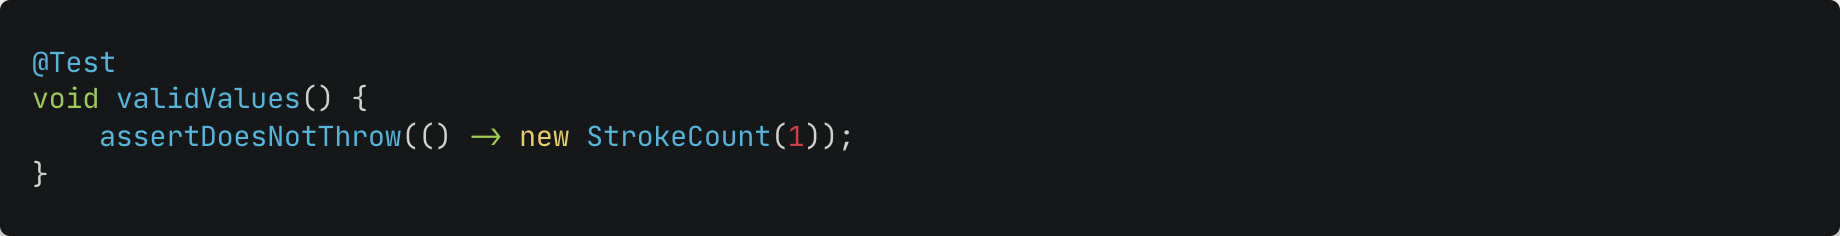 @Test
void validValues() {
    assertDoesNotThrow(() -> new StrokeCount(1));
}